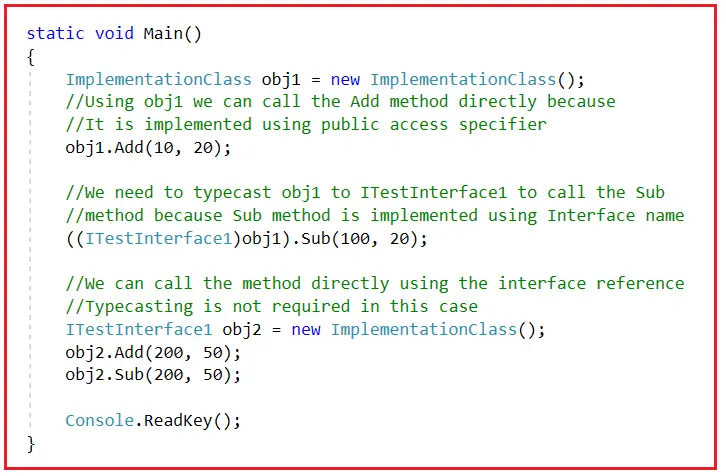 static void Main()
{
ImplementationClass obj1 = new ImplementationClass();
//Using obj1 we can call the Add method directly because
//It is implemented using public access specifier
obj1.Add(10, 20);
//We need to typecast obj1 to ITestInterface1 to call the Sub
//method because Sub method is implemented using Interface name
((ITestInterface1)obj1).Sub(100, 20);
//We can call the method directly using the interface reference
//Typecasting is not required in this case
ITestInterface1 obj2 = new ImplementationClass();
obj2.Add(200, 50);
obj2.Sub(200, 50);
Console.ReadKey();
}